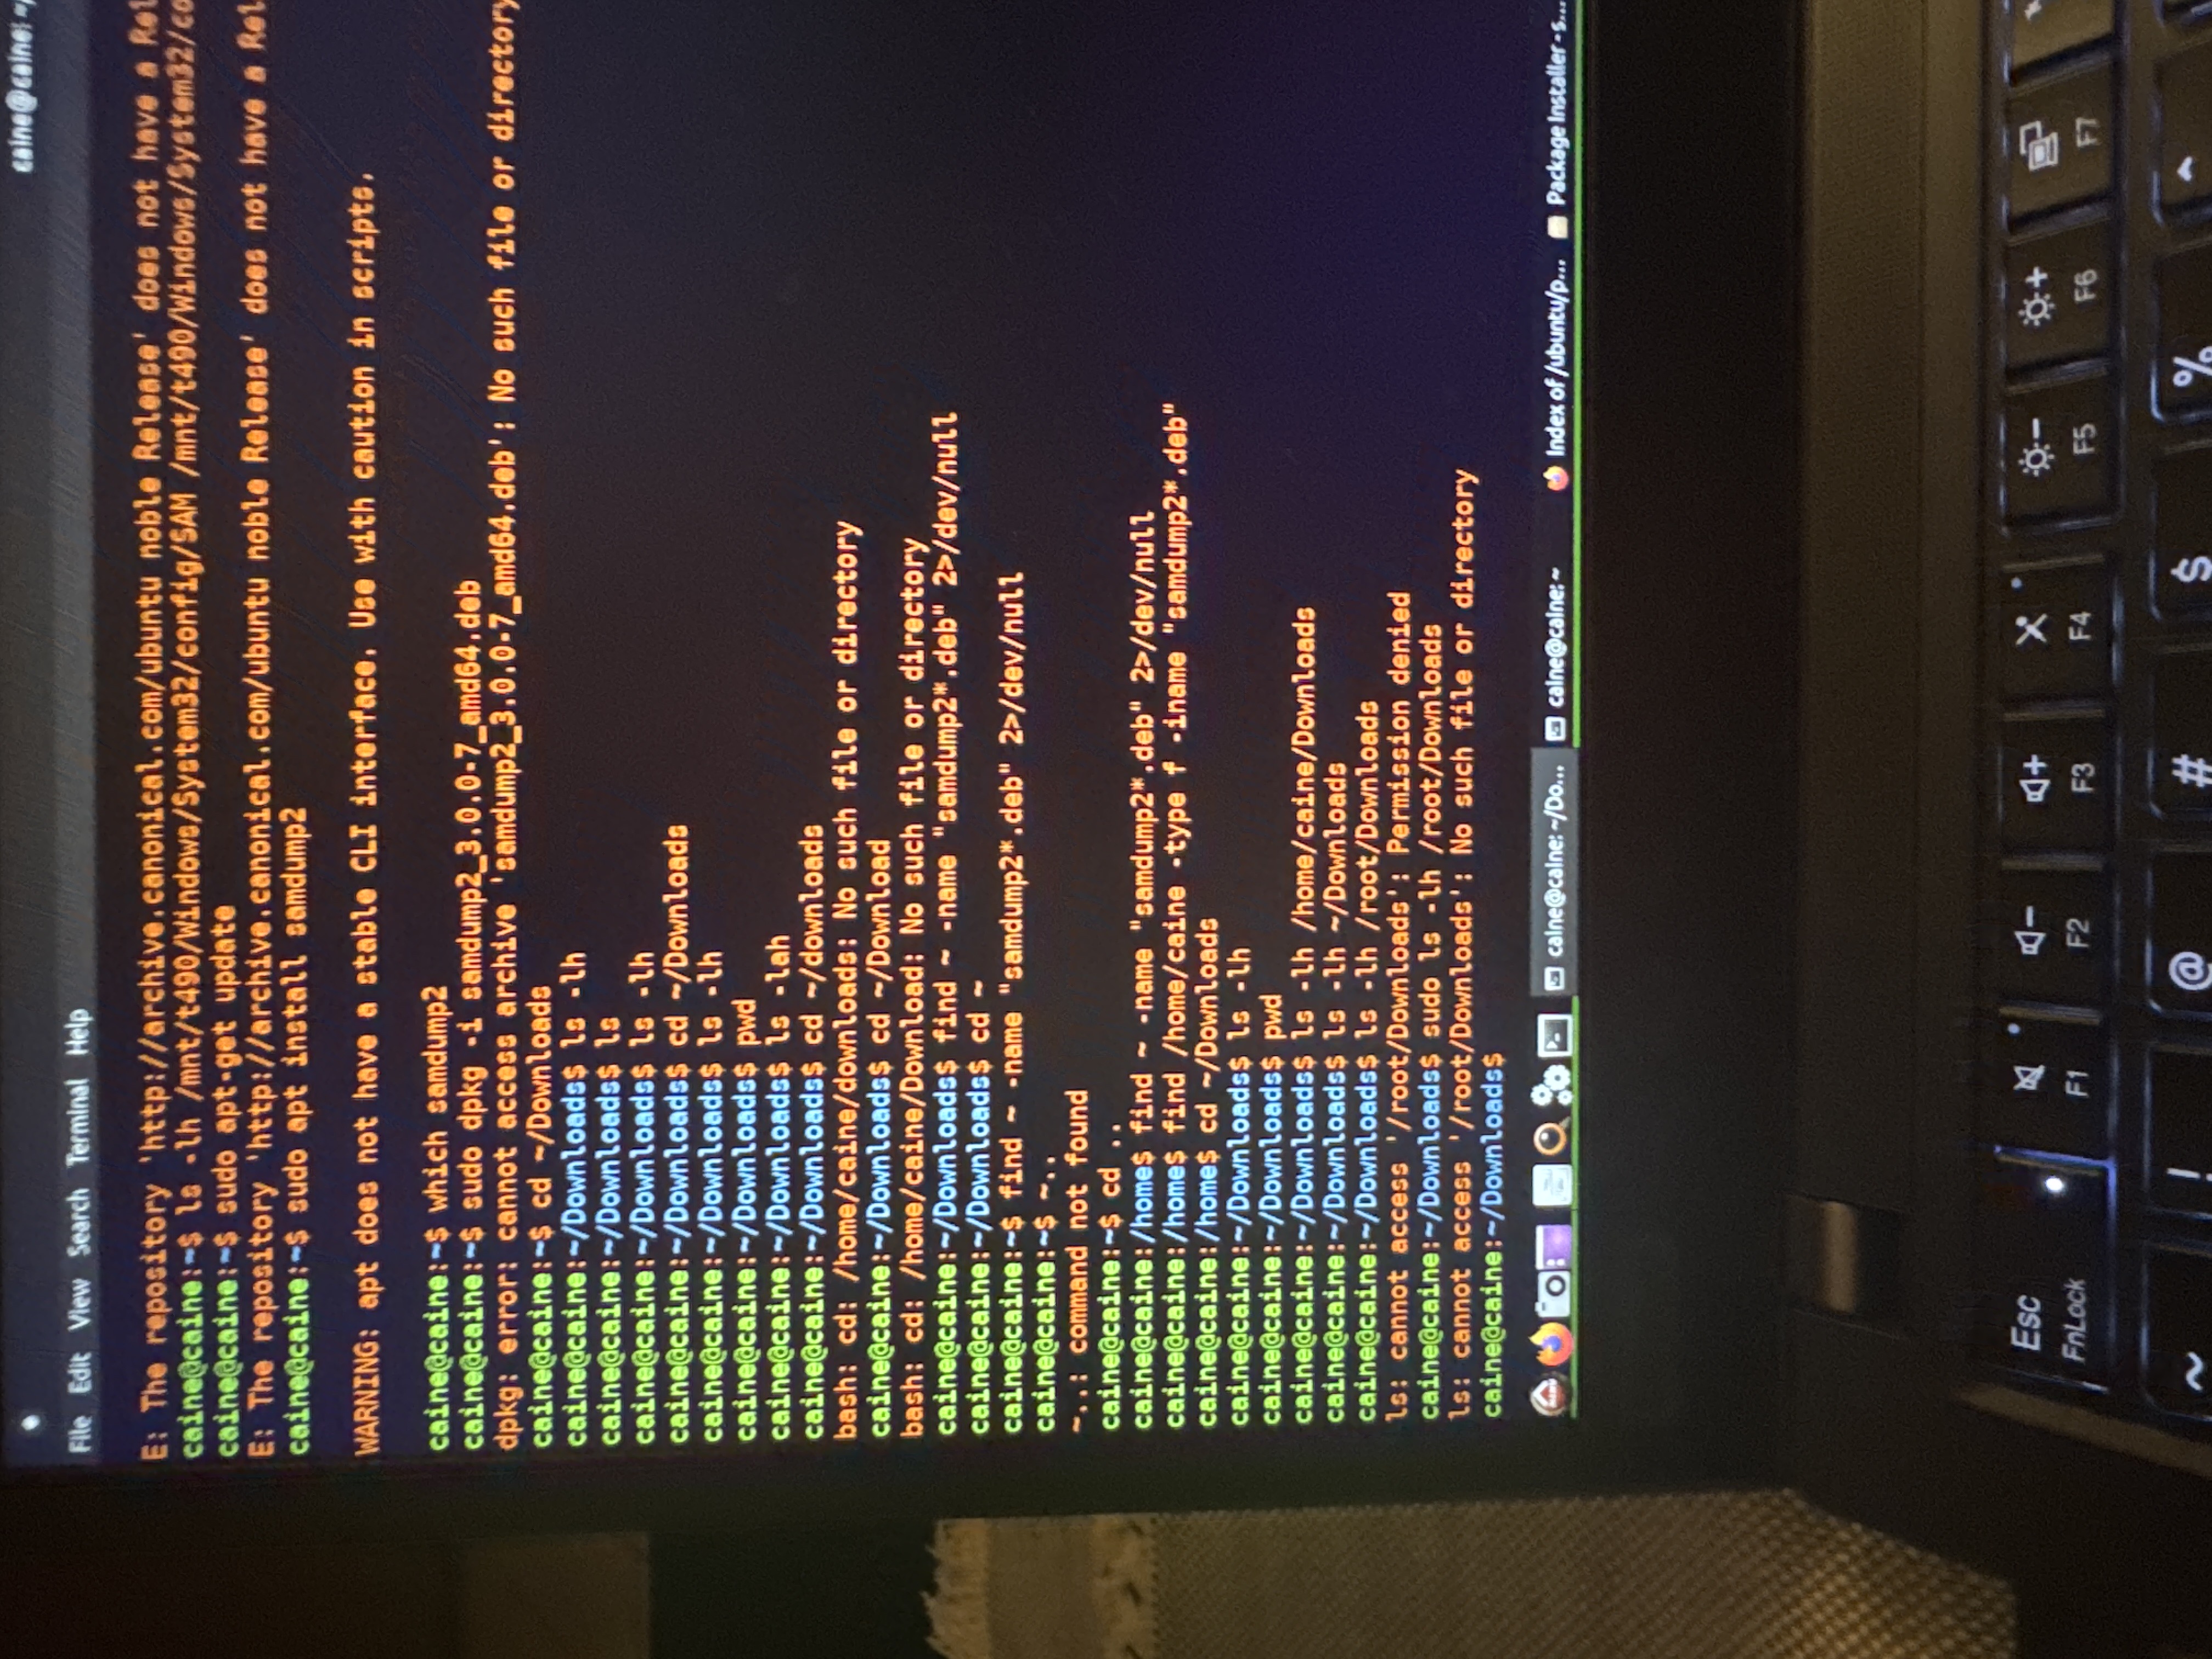 caine@caine: ~/
File Edit View Search Terminal Help
E: The repository 'http://archive.canonical.com/ubuntu noble Release' does not have a Rel
caine@caine:~$ ls -lh /mnt/t490/Windows/System32/config/SAM /mnt/t490/Windows/System32/co
caine@caine:~$ sudo apt-get update
E: The repository 'http://archive.canonical.com/ubuntu noble Release' does not have a Rel
caine@caine:~$ sudo apt install samdump2
WARNING: apt does not have a stable CLI interface. Use with caution in scripts.
caine@caine:~$ which samdump2
caine@caine:~$ sudo dpkg -i samdump2_3.0.0-7_amd64.deb
dpkg: error: cannot access archive 'samdump2_3.0.0-7_amd64.deb': No such file or directory
caine@caine:~$ cd ~/Downloads
caine@caine:~/Downloads$ ls -lh
caine@caine:~/Downloads$ ls
caine@caine:~/Downloads$ ls -lh
caine@caine:~/Downloads$ cd ~/Downloads
caine@caine:~/Downloads$ ls -lh
caine@caine:~/Downloads$ pwd
caine@caine:~/Downloads$ ls -lah
caine@caine:~/Downloads$ cd ~/downloads
bash: cd: /home/caine/downloads: No such file or directory
caine@caine:~/Downloads$ cd ~/Download
bash: cd: /home/caine/Download: No such file or directory
caine@caine:~/Downloads$ find ~ -name "samdump2*.deb" 2>/dev/null
caine@caine:~/Downloads$ cd ~
caine@caine:~$ find ~ -name "samdump2*.deb" 2>/dev/null
caine@caine:~$ ~..
~..: command not found
caine@caine:~$ cd ..
caine@caine:/home$ find ~ -name "samdump2*.deb" 2>/dev/null
caine@caine:/home$ find /home/caine -type f -iname "samdump2*.deb"
caine@caine:/home$ cd ~/Downloads
caine@caine:~/Downloads$ ls -lh
caine@caine:~/Downloads$ pwd
caine@caine:~/Downloads$ ls -lh /home/caine/Downloads
caine@caine:~/Downloads$ ls -lh ~/Downloads
caine@caine:~/Downloads$ ls -lh /root/Downloads
ls: cannot access '/root/Downloads': Permission denied
caine@caine:~/Downloads$ sudo ls -lh /root/Downloads
ls: cannot access '/root/Downloads': No such file or directory
caine@caine:~/Downloads$
MENU caine@caine: ~/Do... caine@caine: ~ Index of /ubuntu/p... Package Installer - s...
Esc
FnLock F1 F2 F3 F4 F5 F6 F7
~ ! @ # $ % ^